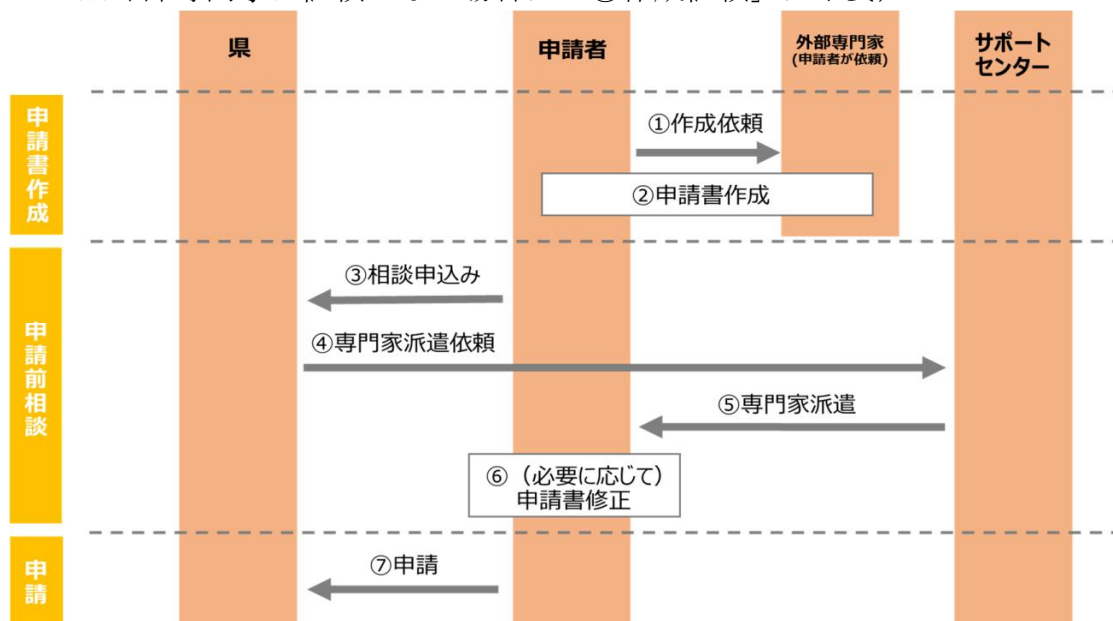 県
申請者
外部専門家
(申請者が依頼)
サポート
センター
申請書作成
①作成依頼
②申請書作成
申請前相談
③相談申込み
④専門家派遣依頼
⑤専門家派遣
⑥（必要に応じて）
申請書修正
申請
⑦申請